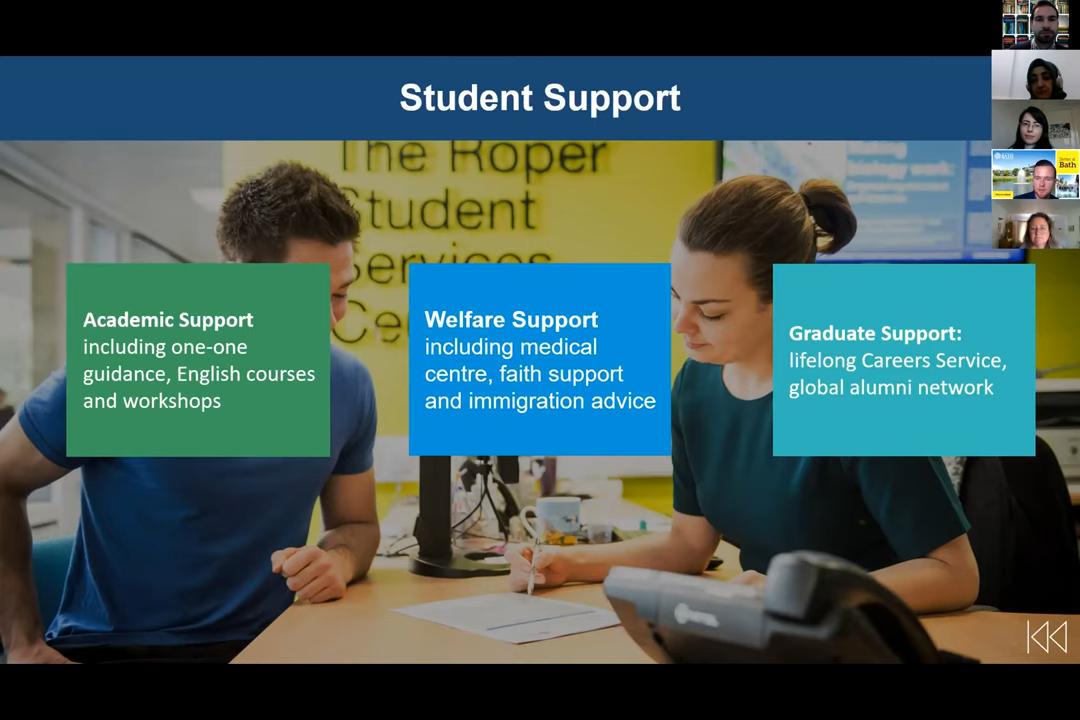 Student Support
The Roper
Student
Services
Academic Support
including one-one
guidance, English courses
and workshops
Welfare Support
including medical
centre, faith support
and immigration advice
Graduate Support:
lifelong Careers Service,
global alumni network
Bath